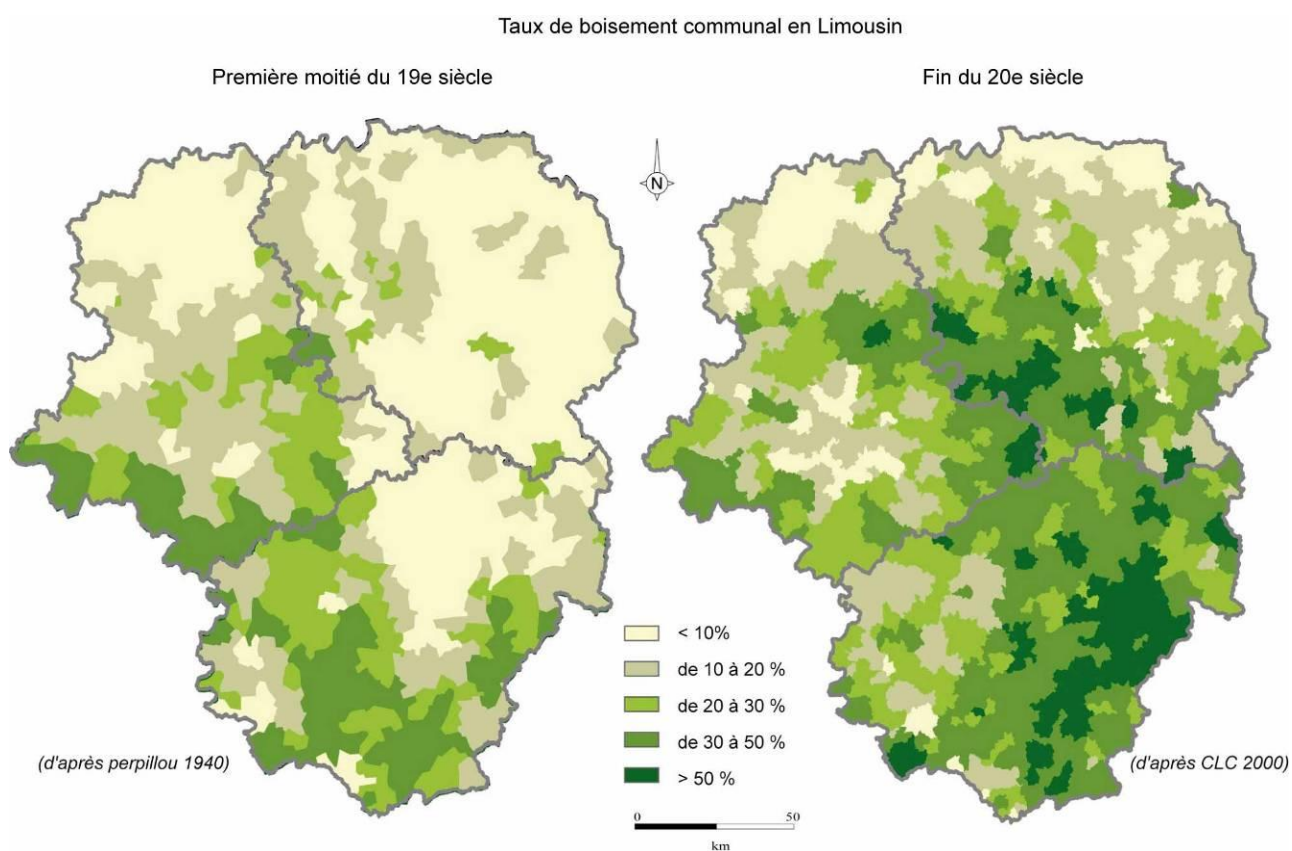 Taux de boisement communal en Limousin
Première moitié du 19e siècle
Fin du 20e siècle
N
< 10%
de 10 à 20 %
de 20 à 30 %
de 30 à 50 %
> 50 %
(d'après perpillou 1940)
(d'après CLC 2000)
0 50
km